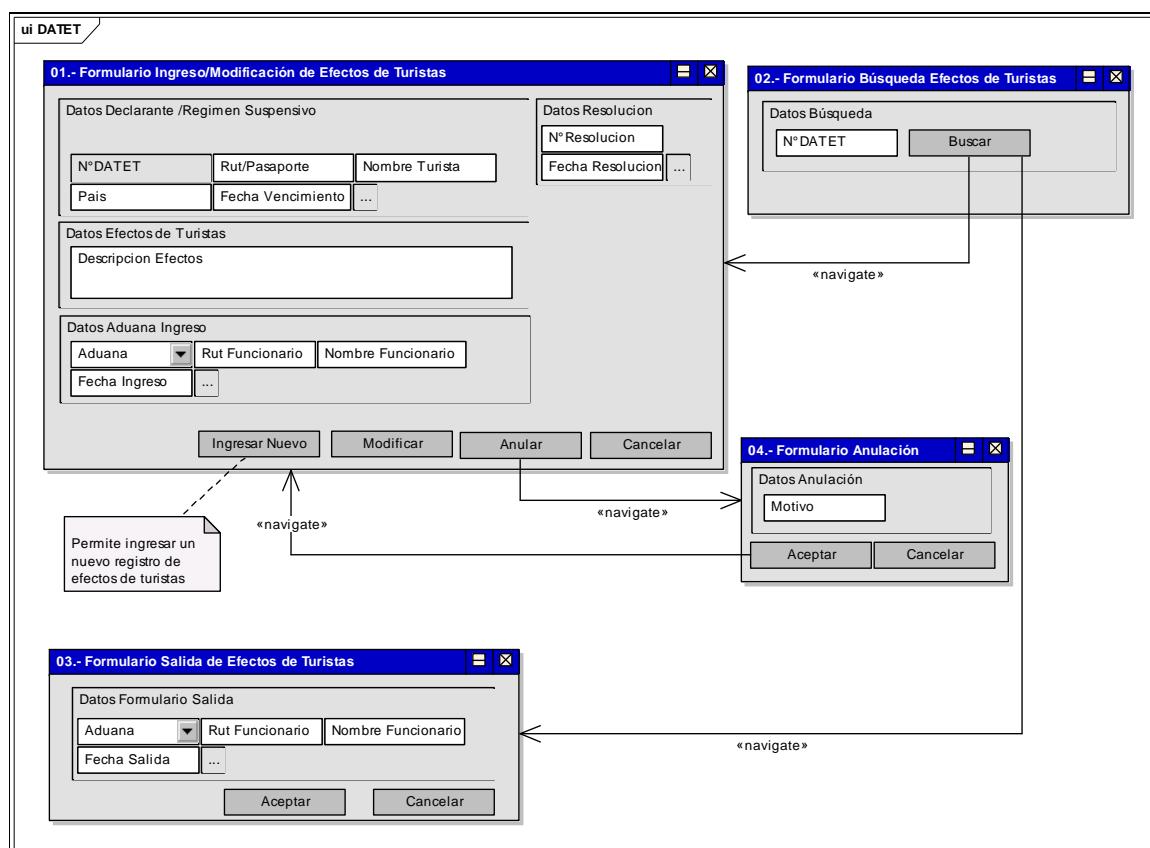 ui DATET
01.- Formulario Ingreso/Modificación de Efectos de Turistas
Datos Declarante /Regimen Suspensivo
N°DATET
Rut/Pasaporte
Nombre Turista
Pais
Fecha Vencimiento
...
Datos Resolucion
N°Resolucion
Fecha Resolucion
...
Datos Efectos de Turistas
Descripcion Efectos
Datos Aduana Ingreso
Aduana
Rut Funcionario
Nombre Funcionario
Fecha Ingreso
...
Ingresar Nuevo
Modificar
Anular
Cancelar
02.- Formulario Búsqueda Efectos de Turistas
Datos Búsqueda
N°DATET
Buscar
«navigate»
04.- Formulario Anulación
Datos Anulación
Motivo
Aceptar
Cancelar
«navigate»
«navigate»
Permite ingresar un
nuevo registro de
efectos de turistas
03.- Formulario Salida de Efectos de Turistas
Datos Formulario Salida
Aduana
Rut Funcionario
Nombre Funcionario
Fecha Salida
...
Aceptar
Cancelar
«navigate»